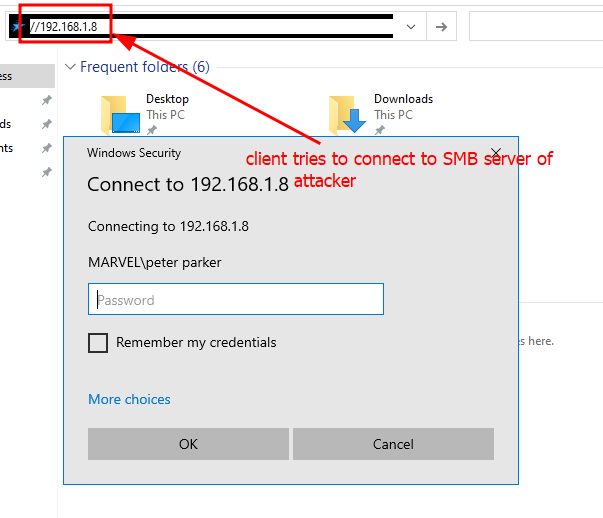 //192.168.1.8
ess
Frequent folders (6)
Desktop
This PC
Downloads
This PC
ds
nts
Windows Security
client tries to connect to SMB server of
attacker
Connect to 192.168.1.8
Connecting to 192.168.1.8
MARVEL\peter parker
Password
Remember my credentials
s here.
More choices
OK
Cancel